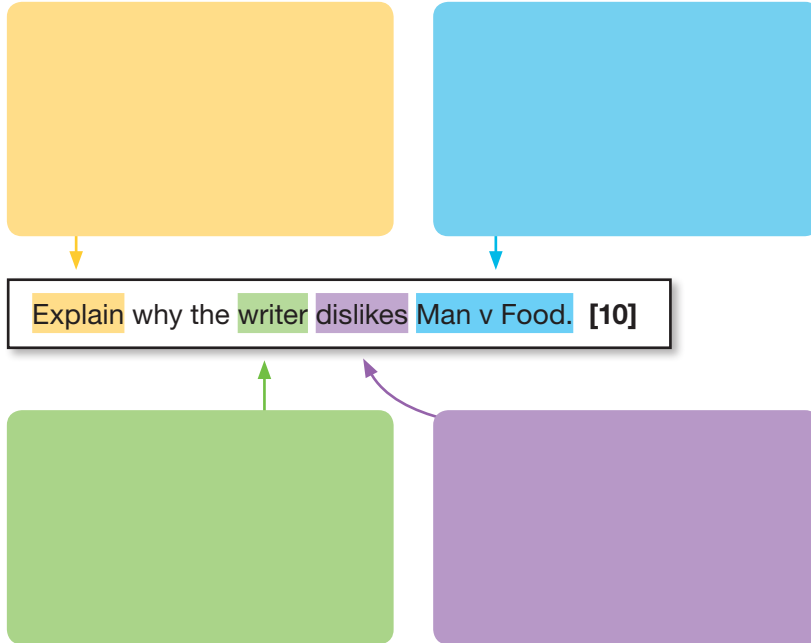 Explain why the writer dislikes Man v Food. [10]